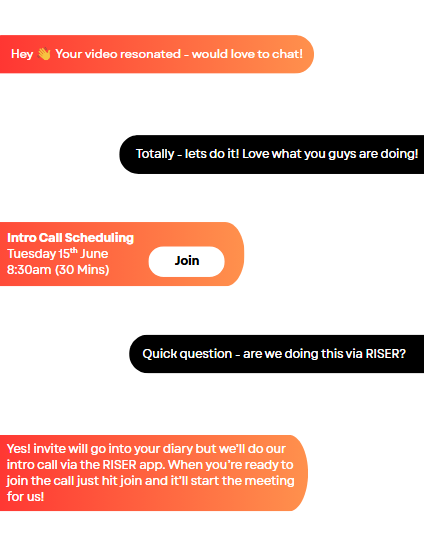 Hey 👋 Your video resonated - would love to chat!
Totally - lets do it! Love what you guys are doing!
Intro Call Scheduling
Tuesday 15th June
8:30am (30 Mins)
Join
Quick question - are we doing this via RISER?
Yes! invite will go into your diary but we'll do our
intro call via the RISER app. When you're ready to
join the call just hit join and it'll start the meeting
for us!